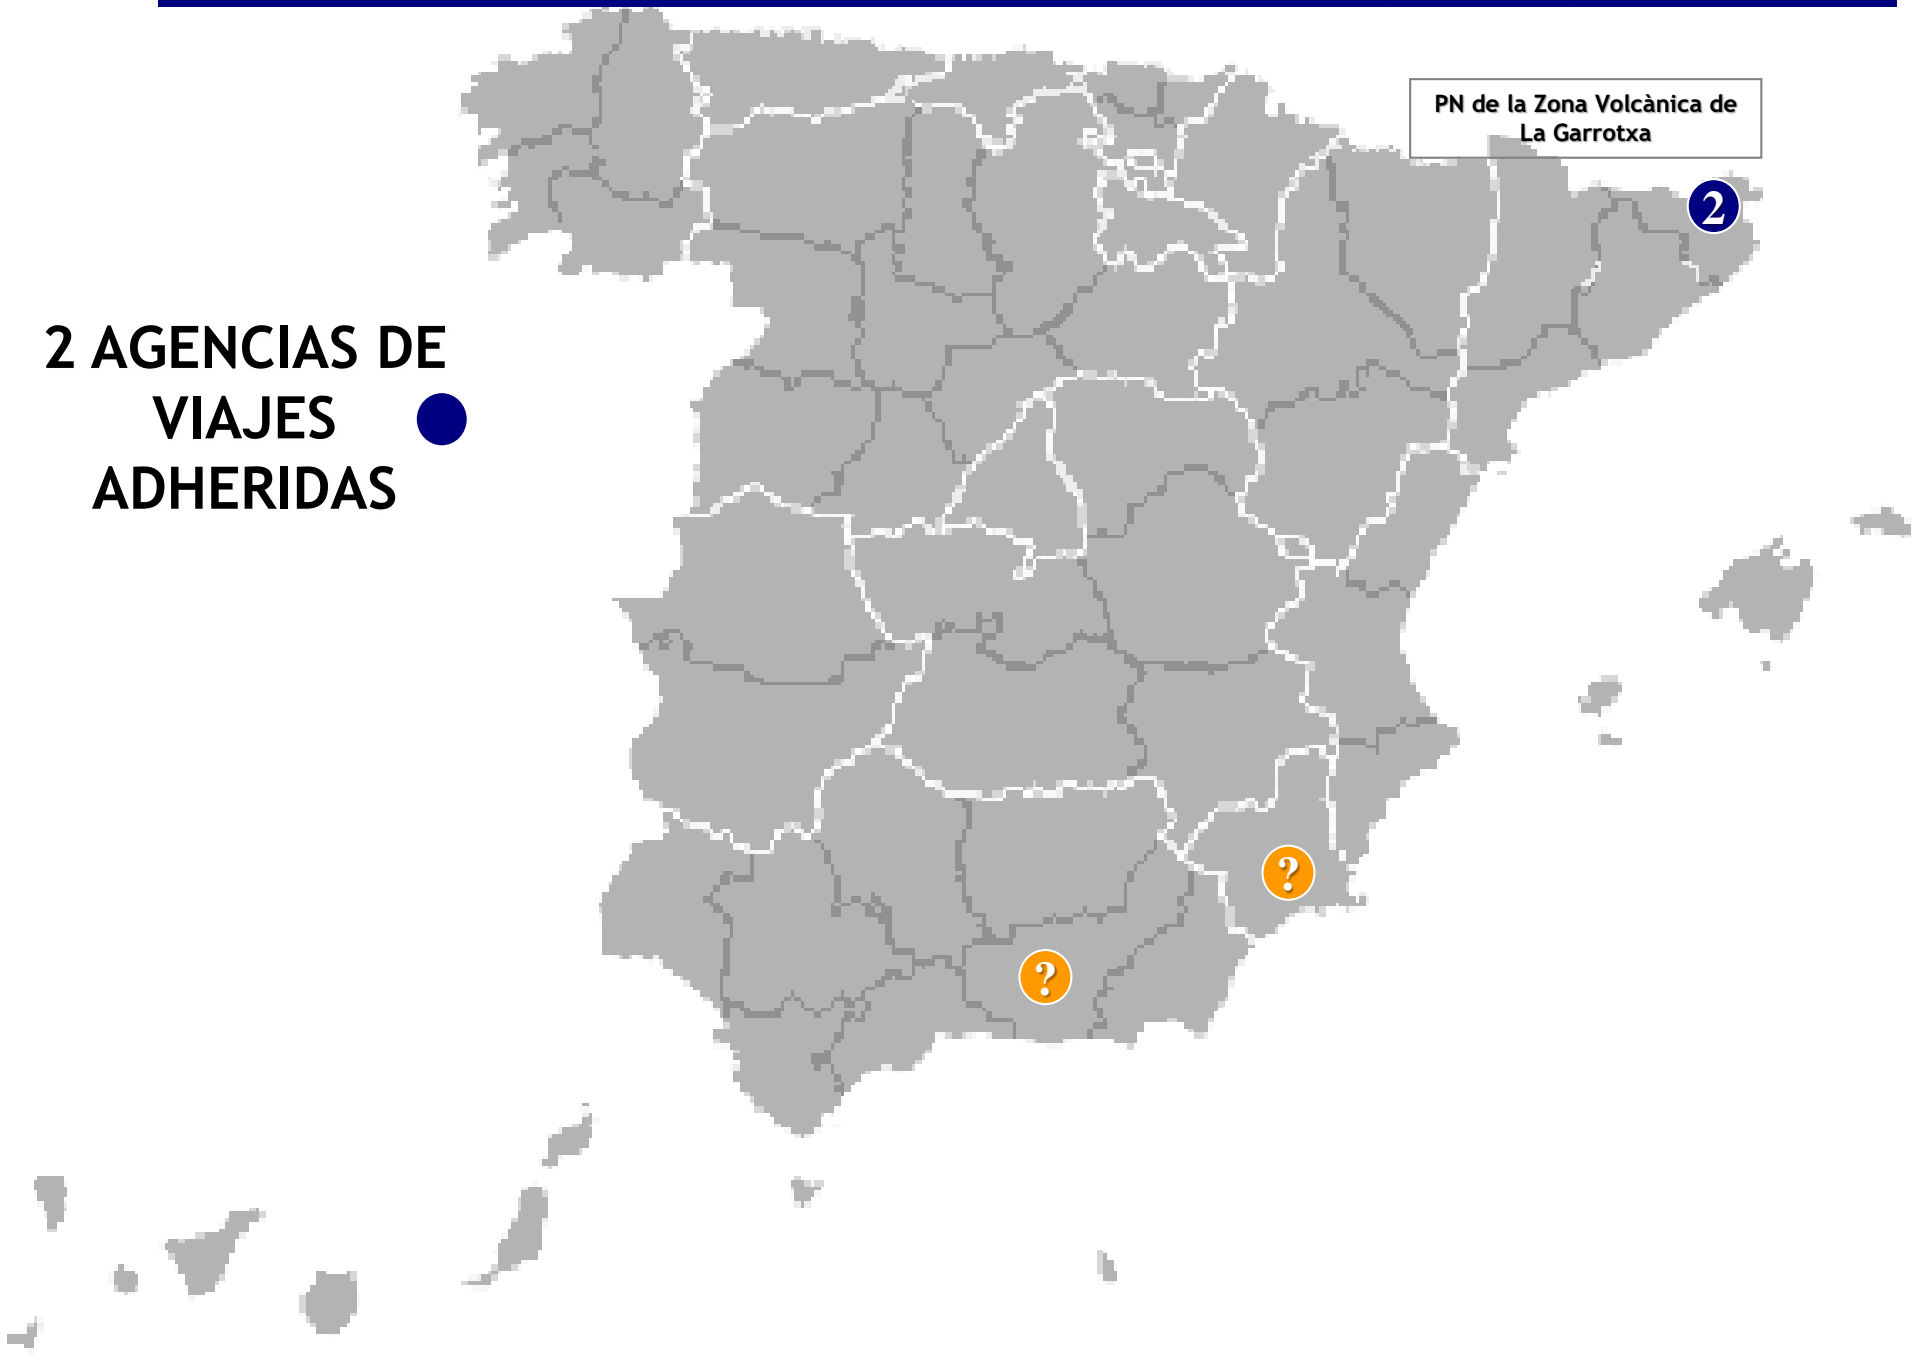 PN de la Zona Volcànica de
La Garrotxa
2
2 AGENCIAS DE
VIAJES
ADHERIDAS
?
?